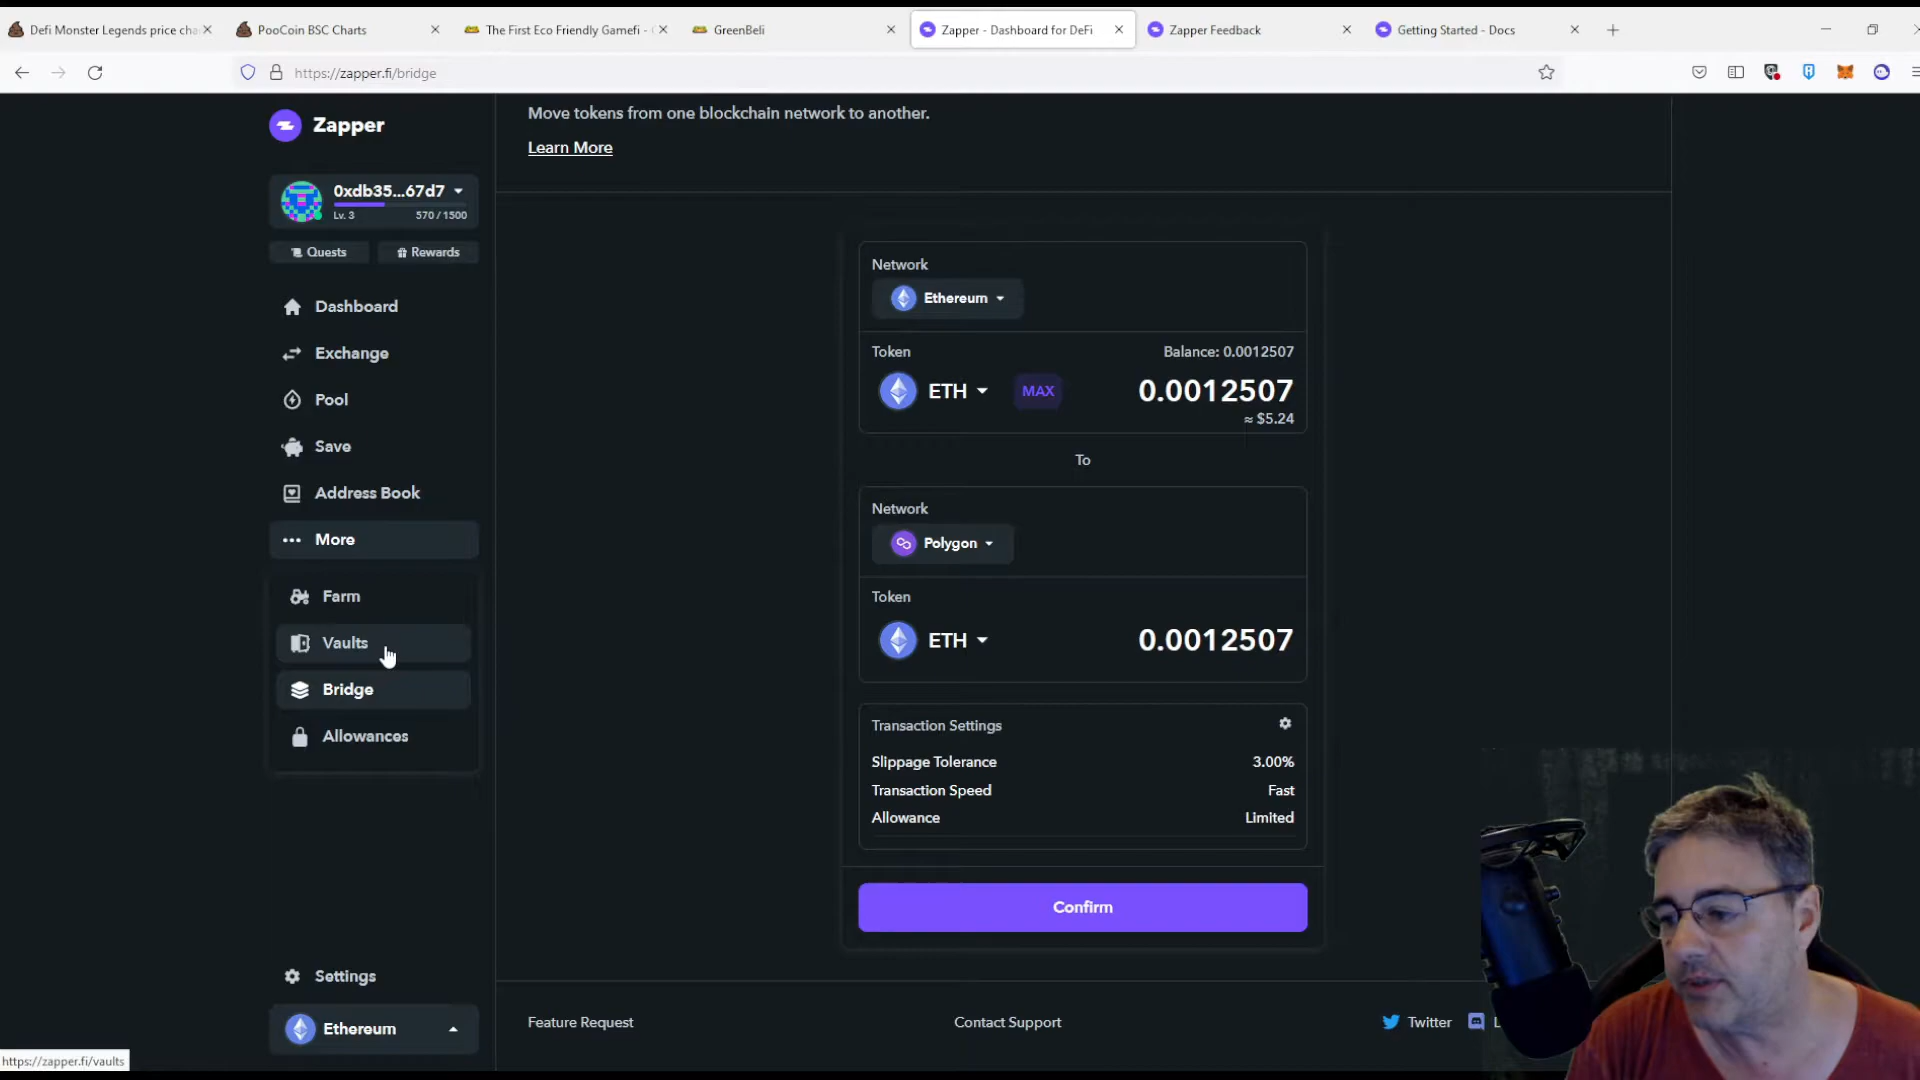 Defi Monster Legends price cha
PooCoin BSC Charts
The First Eco Friendly Gamefi -
GreenBeli
Zapper - Dashboard for DeFi
Zapper Feedback
Getting Started - Docs
https://zapper.fi/bridge
Zapper
0xdb35...67d7
Lv. 3 570 / 1500
Quests Rewards
Dashboard
Exchange
Pool
Save
Address Book
More
Farm
Vaults
Bridge
Allowances
Settings
Ethereum
https://zapper.fi/vaults
Move tokens from one blockchain network to another.
Learn More
Network
Ethereum
Token Balance: 0.0012507
ETH MAX 0.0012507
≈ $5.24
To
Network
Polygon
Token
ETH 0.0012507
Transaction Settings
Slippage Tolerance 3.00%
Transaction Speed Fast
Allowance Limited
Confirm
Feature Request Contact Support Twitter